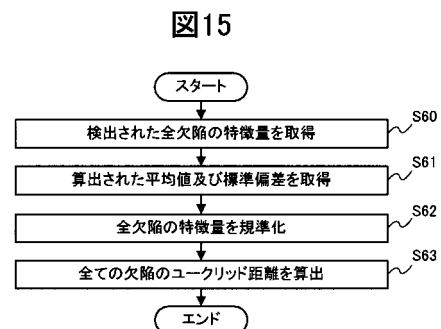 図15
スタート
検出された全欠陥の特徴量を取得
S60
算出された平均値及び標準偏差を取得
S61
全欠陥の特徴量を規準化
S62
全ての欠陥のユークリッド距離を算出
S63
エンド